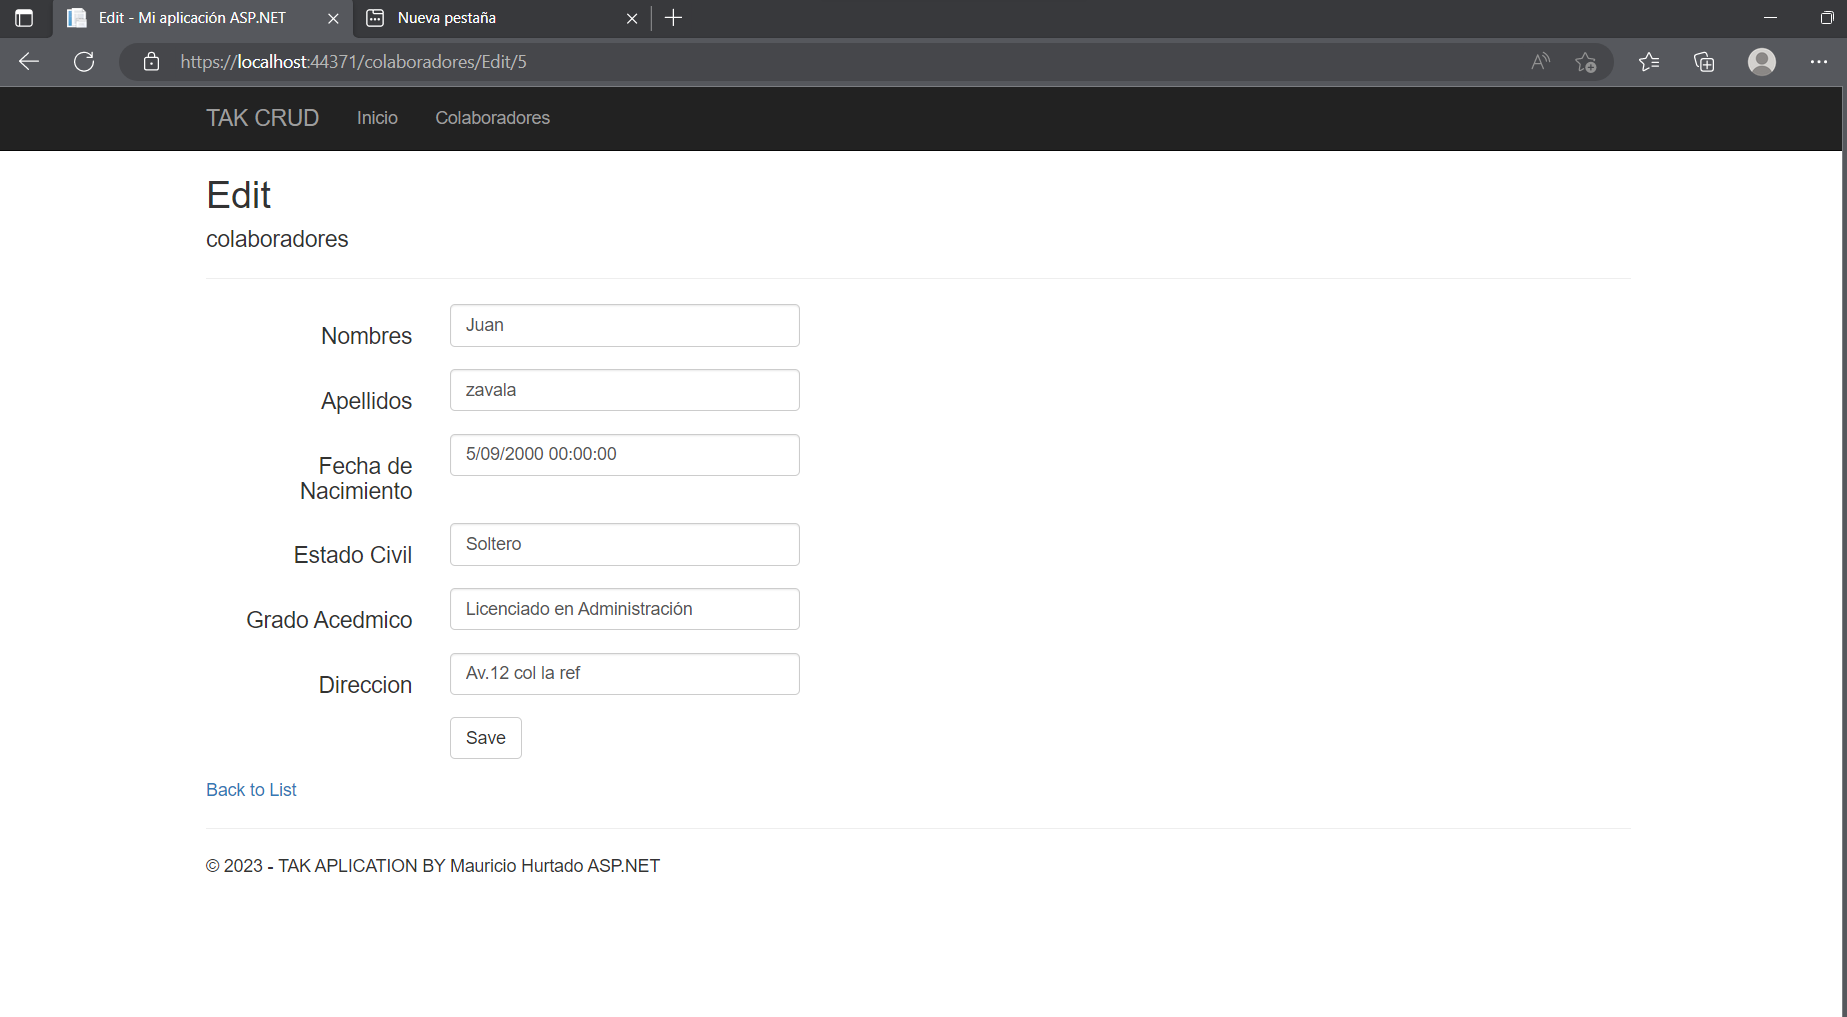 Edit - Mi aplicación ASP.NET
Nueva pestaña
https://localhost:44371/colaboradores/Edit/5
TAK CRUD Inicio Colaboradores
Edit
colaboradores
Nombres
Juan
Apellidos
zavala
Fecha de
Nacimiento
5/09/2000 00:00:00
Estado Civil
Soltero
Grado Acedmico
Licenciado en Administración
Direccion
Av.12 col la ref
Save
Back to List
© 2023 - TAK APLICATION BY Mauricio Hurtado ASP.NET